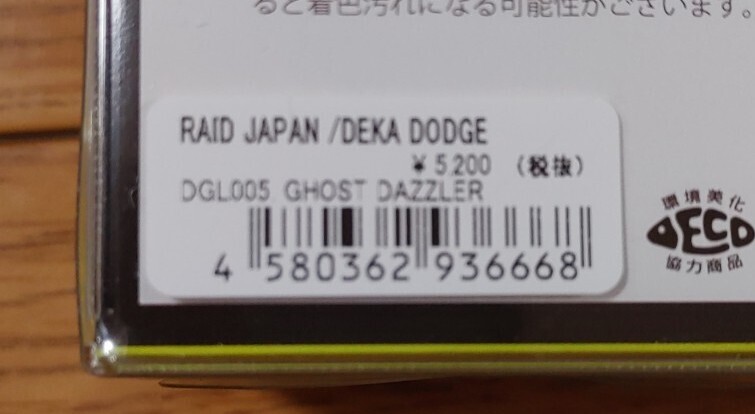 ると着色汚れになる可能性がございます。
RAID JAPAN /DEKA DODGE
¥5,200 (税抜)
DGL005 GHOST DAZZLER
4 580362 936668
環境美化
DECO
協力商品